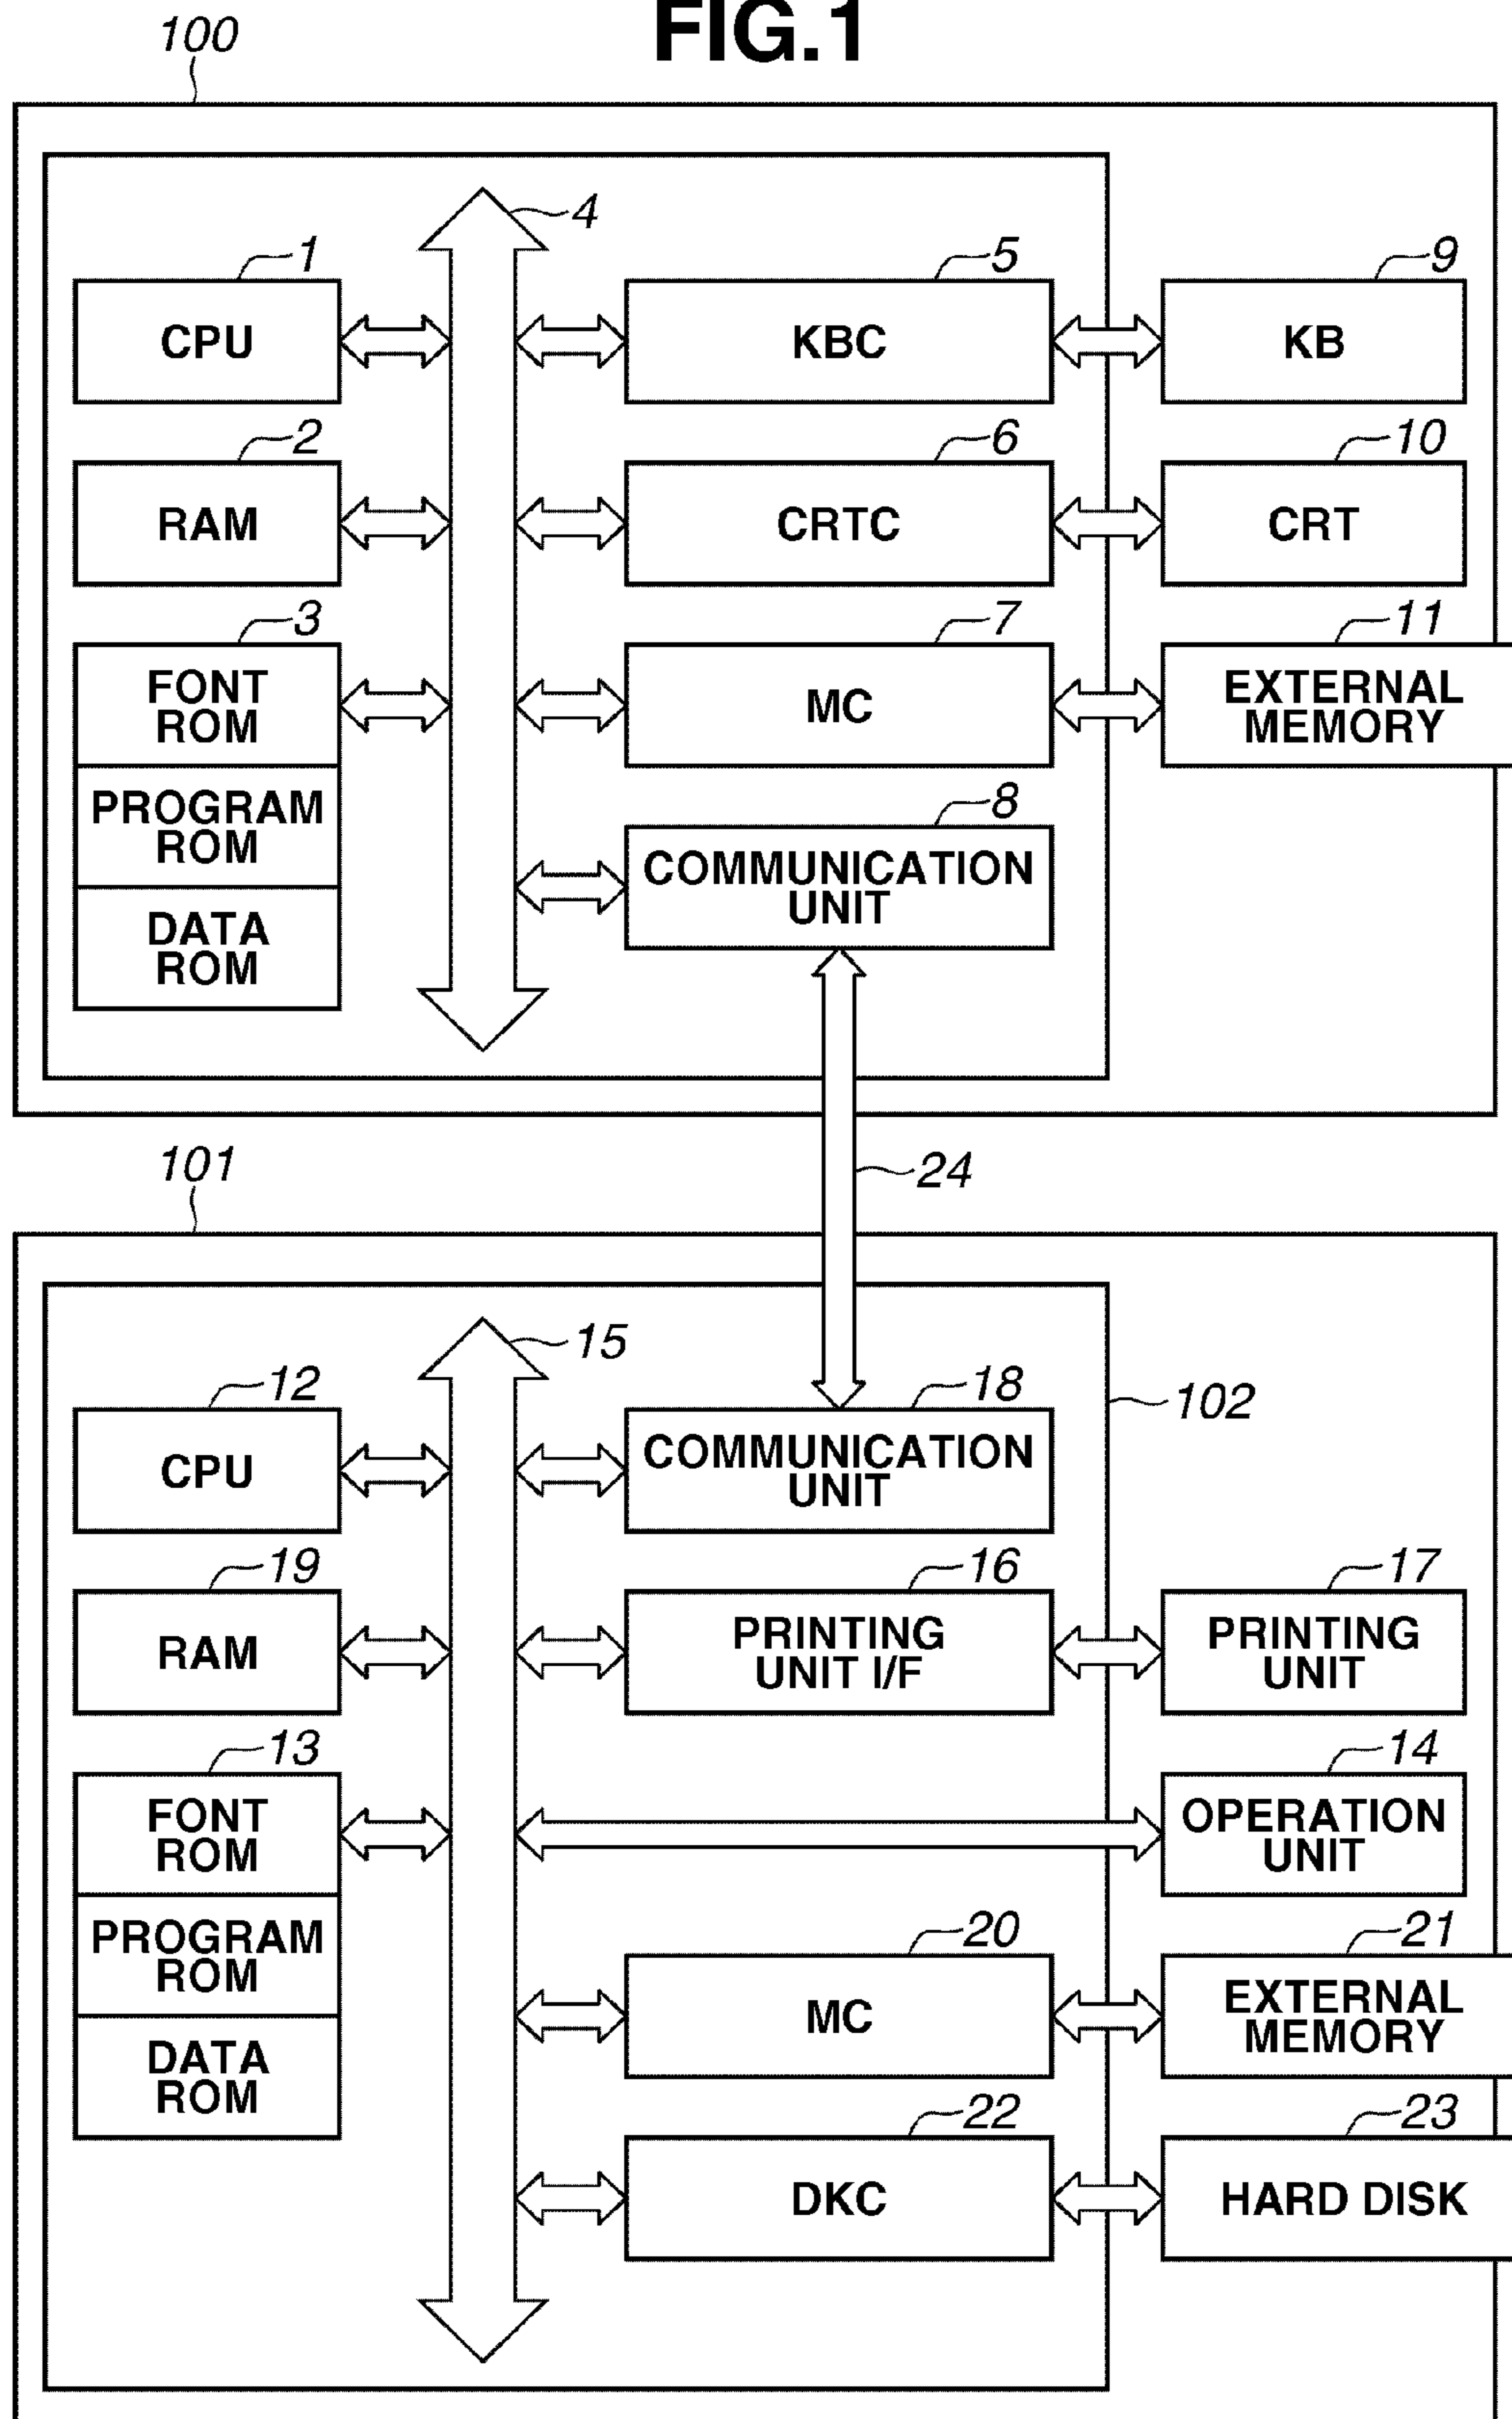 FIG.1
100
4
1
5
9
CPU
KBC
KB
2
6
10
RAM
CRTC
CRT
3
7
11
FONT
ROM
MC
EXTERNAL
MEMORY
PROGRAM
ROM
8
COMMUNICATION
UNIT
DATA
ROM
24
101
15
12
18
102
CPU
COMMUNICATION
UNIT
19
16
17
RAM
PRINTING
UNIT I/F
PRINTING
UNIT
13
14
FONT
ROM
OPERATION
UNIT
PROGRAM
ROM
20
21
MC
EXTERNAL
MEMORY
DATA
ROM
22
23
DKC
HARD DISK